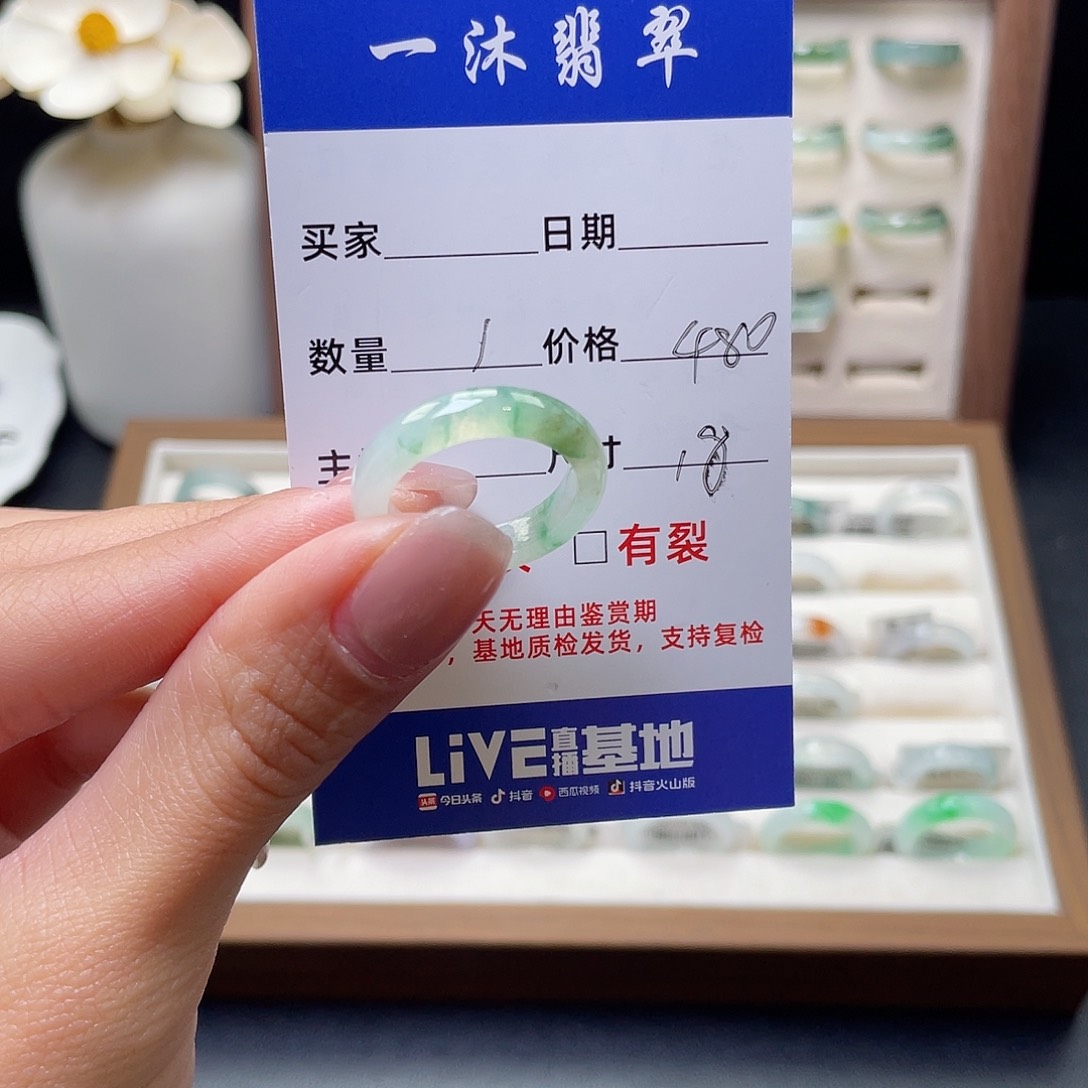 一沐翡翠
买家 日期
数量 1 价格 480
主 寸 18
□有裂
天无理由鉴赏期
，基地质检发货，支持复检
LiVE直播基地
头条 今日头条 抖音 西瓜视频 抖音火山版